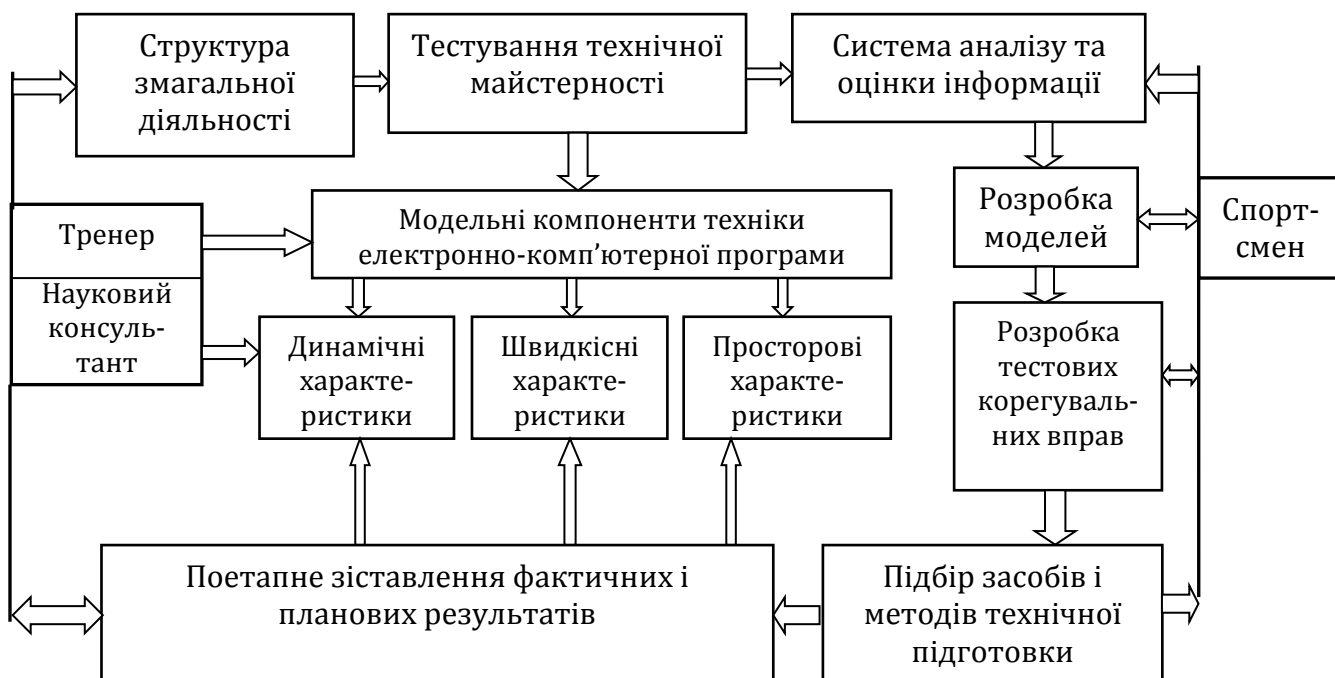 Структура
змагальної
діяльності
Тестування технічної
майстерності
Система аналізу та
оцінки інформації
Тренер
Науковий
консуль-
тант
Модельні компоненти техніки
електронно-комп’ютерної програми
Розробка
моделей
Спорт-
смен
Динамічні
характе-
ристики
Швидкісні
характе-
ристики
Просторові
характе-
ристики
Розробка
тестових
корегуваль-
них вправ
Поетапне зіставлення фактичних і
планових результатів
Підбір засобів і
методів технічної
підготовки